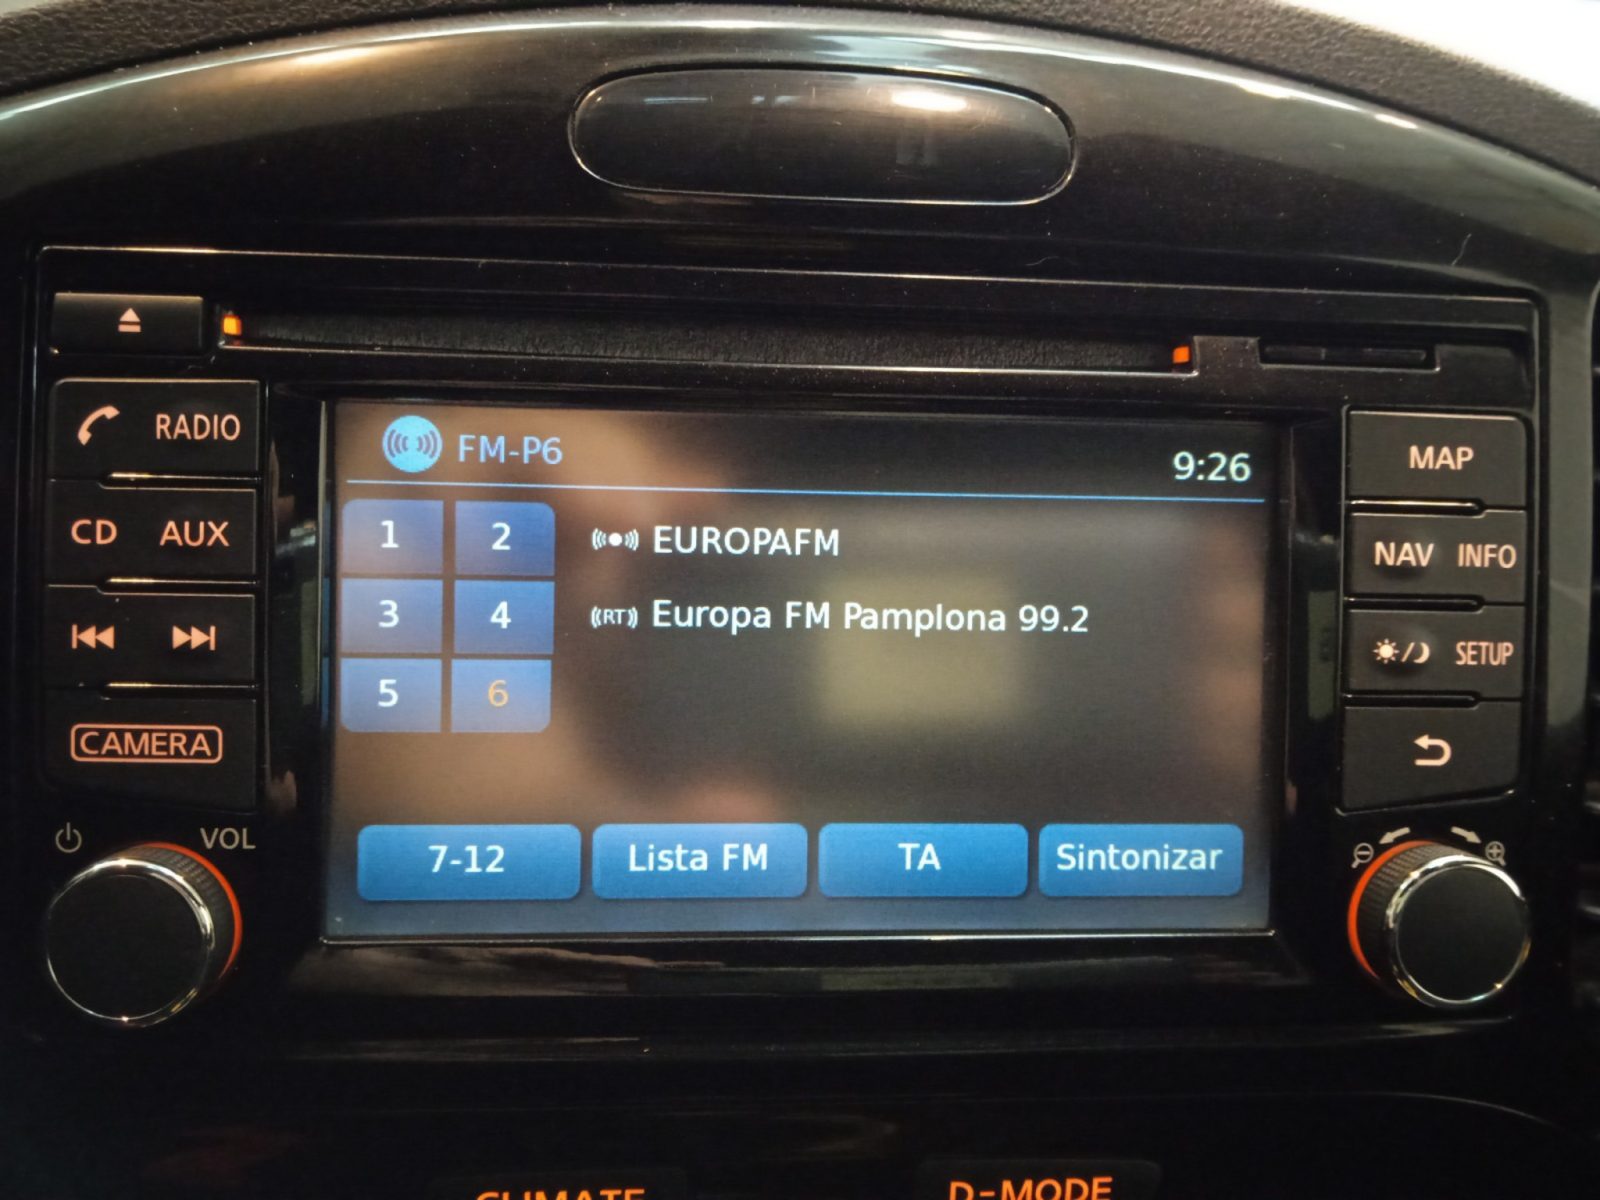 RADIO
CD AUX
CAMERA
VOL
FM-P6
9:26
1 2
3 4
5 6
EUROPAFM
RT Europa FM Pamplona 99.2
7-12 Lista FM TA Sintonizar
MAP
NAV INFO
SETUP
CLIMATE D-MODE